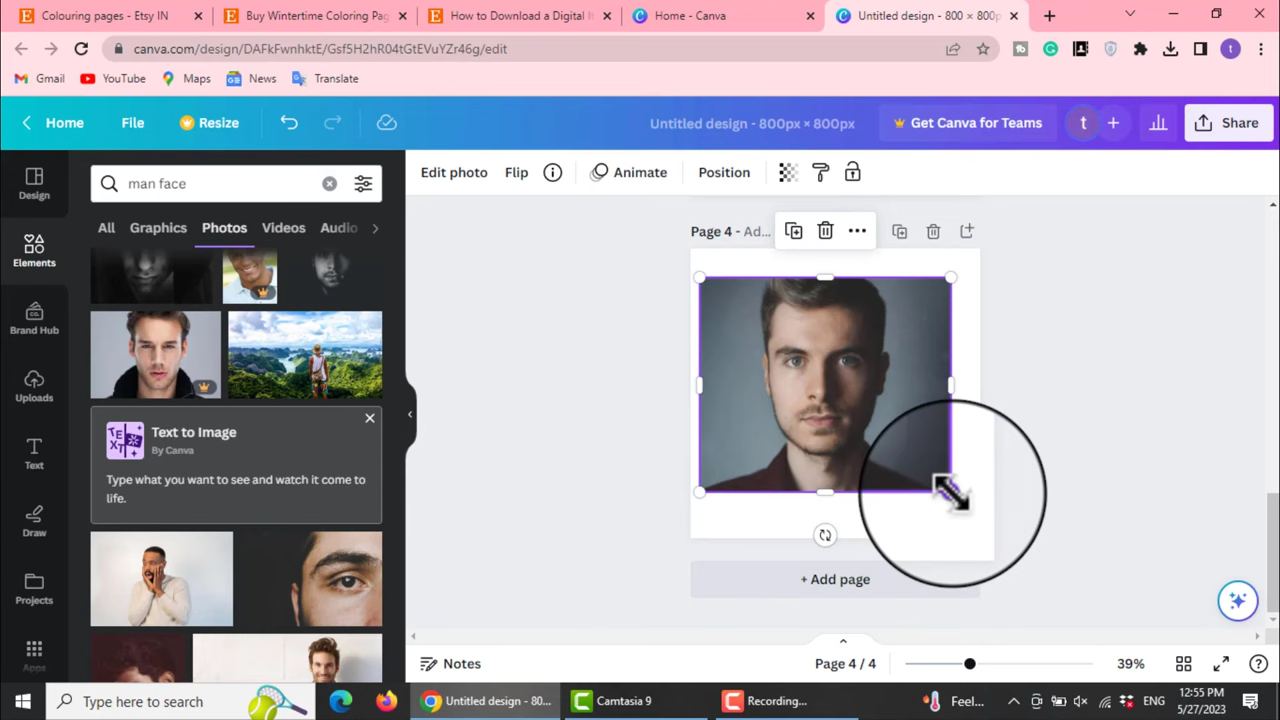 Colouring pages - Etsy IN
Buy Wintertime Coloring Pag
How to Download a Digital It
Home - Canva
Untitled design - 800 × 800p
canva.com/design/DAFkFwnhktE/Gsf5H2hR04tGtEVuYZr46g/edit
t
Gmail
YouTube
Maps
News
Translate
Home
File
Resize
Untitled design - 800px × 800px
t
Get Canva for Teams
Share
Design
Elements
Brand Hub
Uploads
Text
Draw
Projects
Apps
man face
All
Graphics
Photos
Videos
Audio
Text to Image
By Canva
Type what you want to see and watch it come to
life.
Edit photo
Flip
Animate
Position
Page 4 - Ad...
+ Add page
Notes
Page 4 / 4
39%
Type here to search
Untitled design - 80...
Camtasia 9
Recording...
Feel...
ENG
12:55 PM
5/27/2023